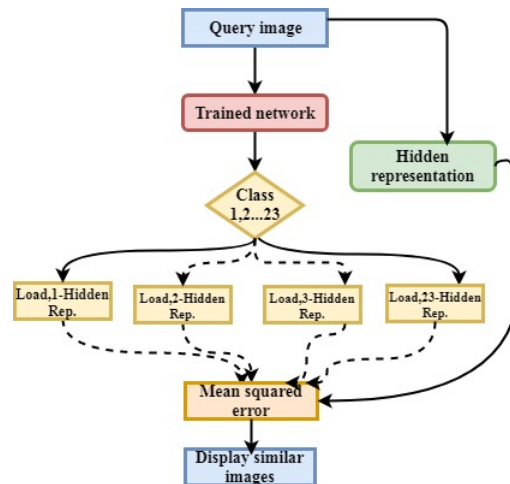 Query image
Trained network
Hidden
representation
Class
1,2...23
Load,1-Hidden
Rep.
Load,2-Hidden
Rep.
Load,3-Hidden
Rep.
Load,23-Hidden
Rep.
Mean squared
error
Display similar
images